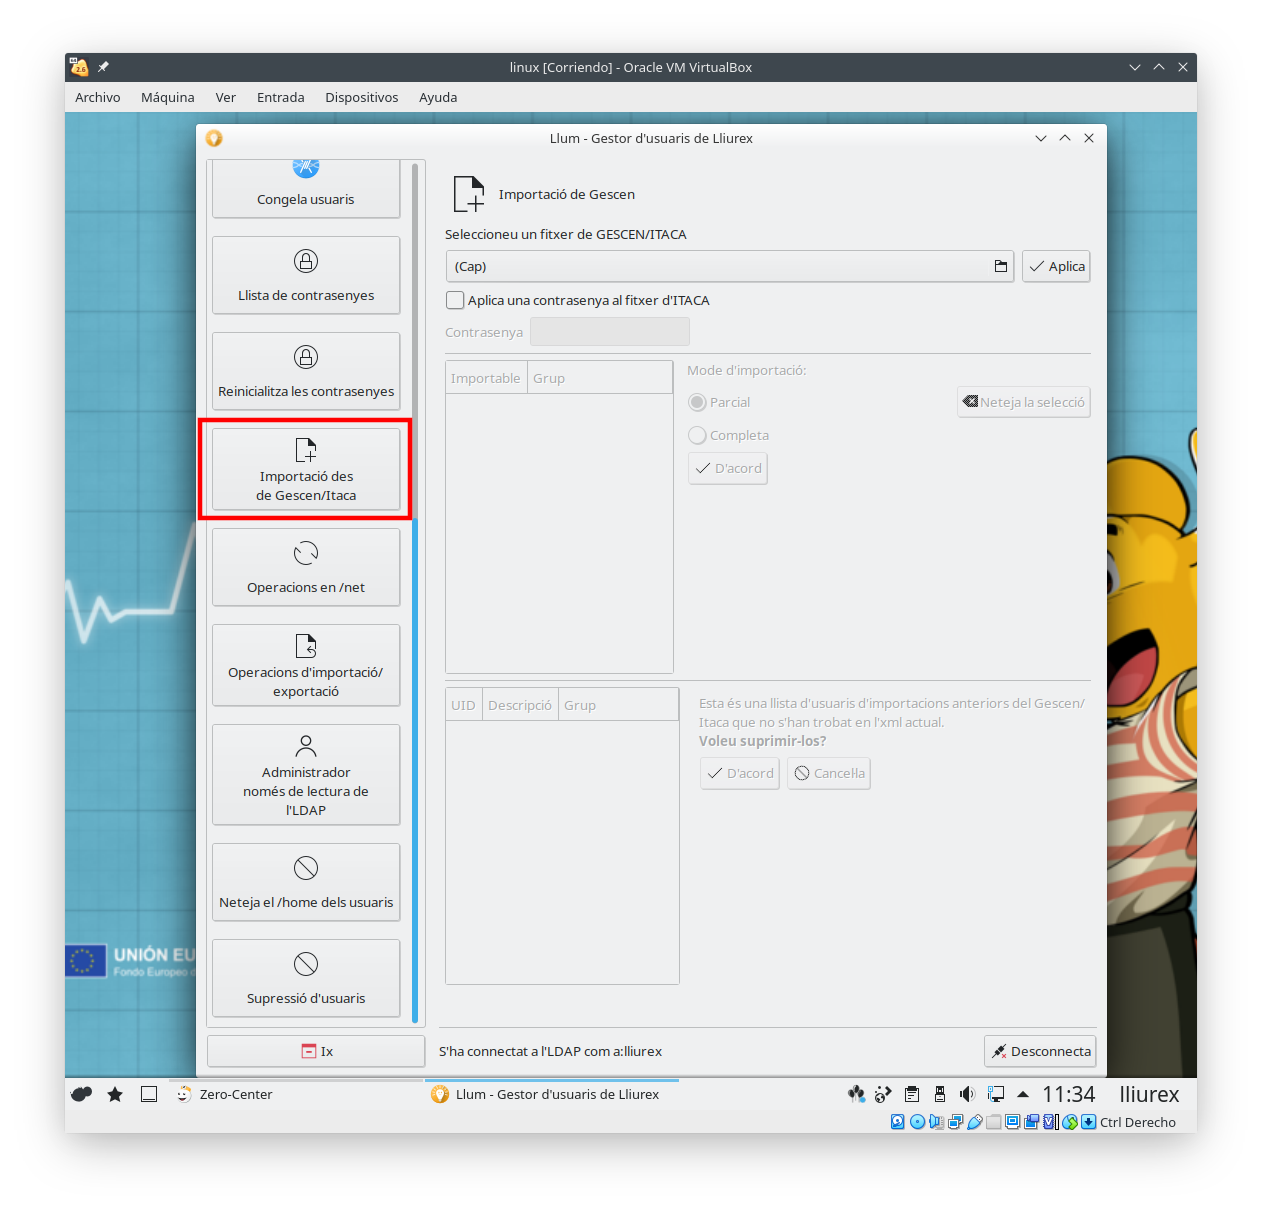 linux [Corriendo] - Oracle VM VirtualBox
Archivo Máquina Ver Entrada Dispositivos Ayuda
Llum - Gestor d'usuaris de Lliurex
Congela usuaris
Llista de contrasenyes
Reinicialitza les contrasenyes
Importació des
de Gescen/Itaca
Operacions en /net
Operacions d'importació/
exportació
Administrador
només de lectura de
l'LDAP
Neteja el /home dels usuaris
Supressió d'usuaris
Ix
Importació de Gescen
Seleccioneu un fitxer de GESCEN/ITACA
(Cap) Aplica
Aplica una contrasenya al fitxer d'ITACA
Contrasenya
Importable Grup
Mode d'importació:
Parcial
Neteja la selecció
Completa
D'acord
UID Descripció Grup
Esta és una llista d'usuaris d'importacions anteriors del Gescen/
Itaca que no s'han trobat en l'xml actual.
Voleu suprimir-los?
D'acord Canceŀla
S'ha connectat a l'LDAP com a:lliurex
Desconnecta
UNIÓN EU
Fondo Europeo
Zero-Center
Llum - Gestor d'usuaris de Lliurex
11:34 lliurex
Ctrl Derecho